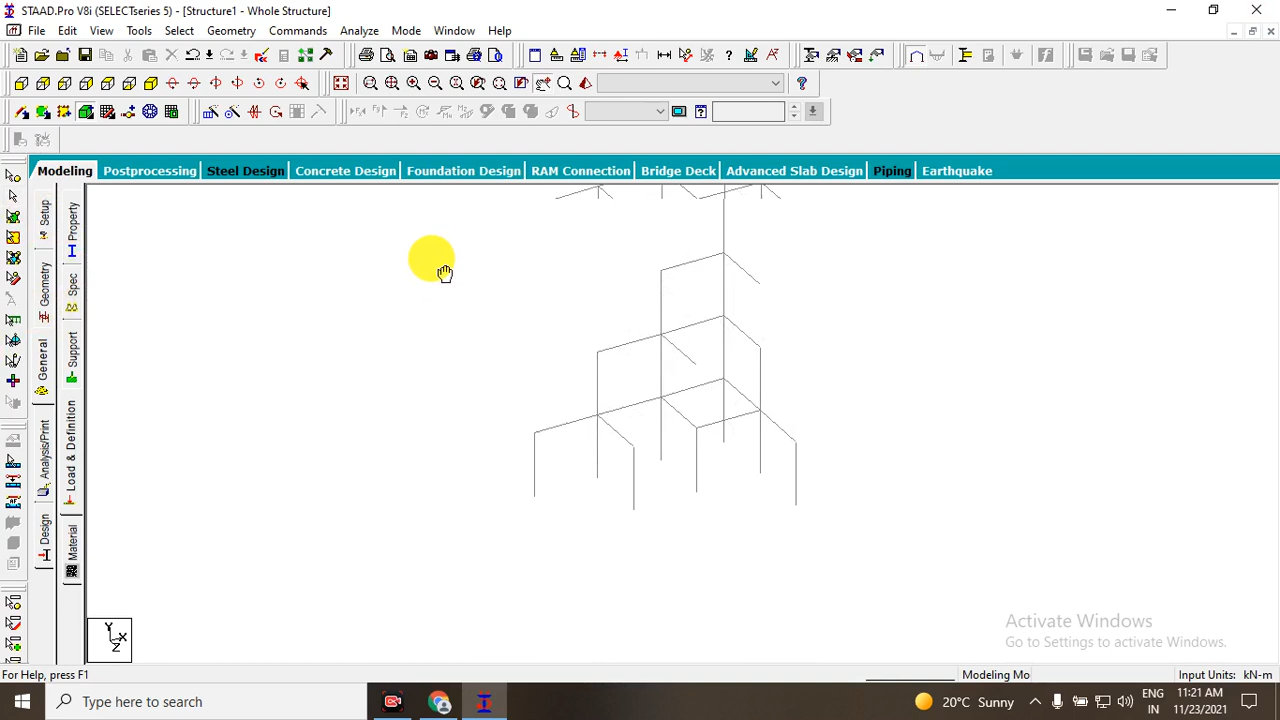 STAAD.Pro V8i (SELECTseries 5) - [Structure1 - Whole Structure]
File Edit View Tools Select Geometry Commands Analyze Mode Window Help
Modeling Postprocessing Steel Design Concrete Design Foundation Design RAM Connection Bridge Deck Advanced Slab Design Piping Earthquake
Setup
Geometry
General
Analysis/Print
Design
Property
Spec
Support
Load & Definition
Material
Y
X
Z
Activate Windows
Go to Settings to activate Windows.
For Help, press F1
Modeling Mo
Input Units: kN-m
Type here to search
20°C Sunny
ENG
IN
11:21 AM
11/23/2021